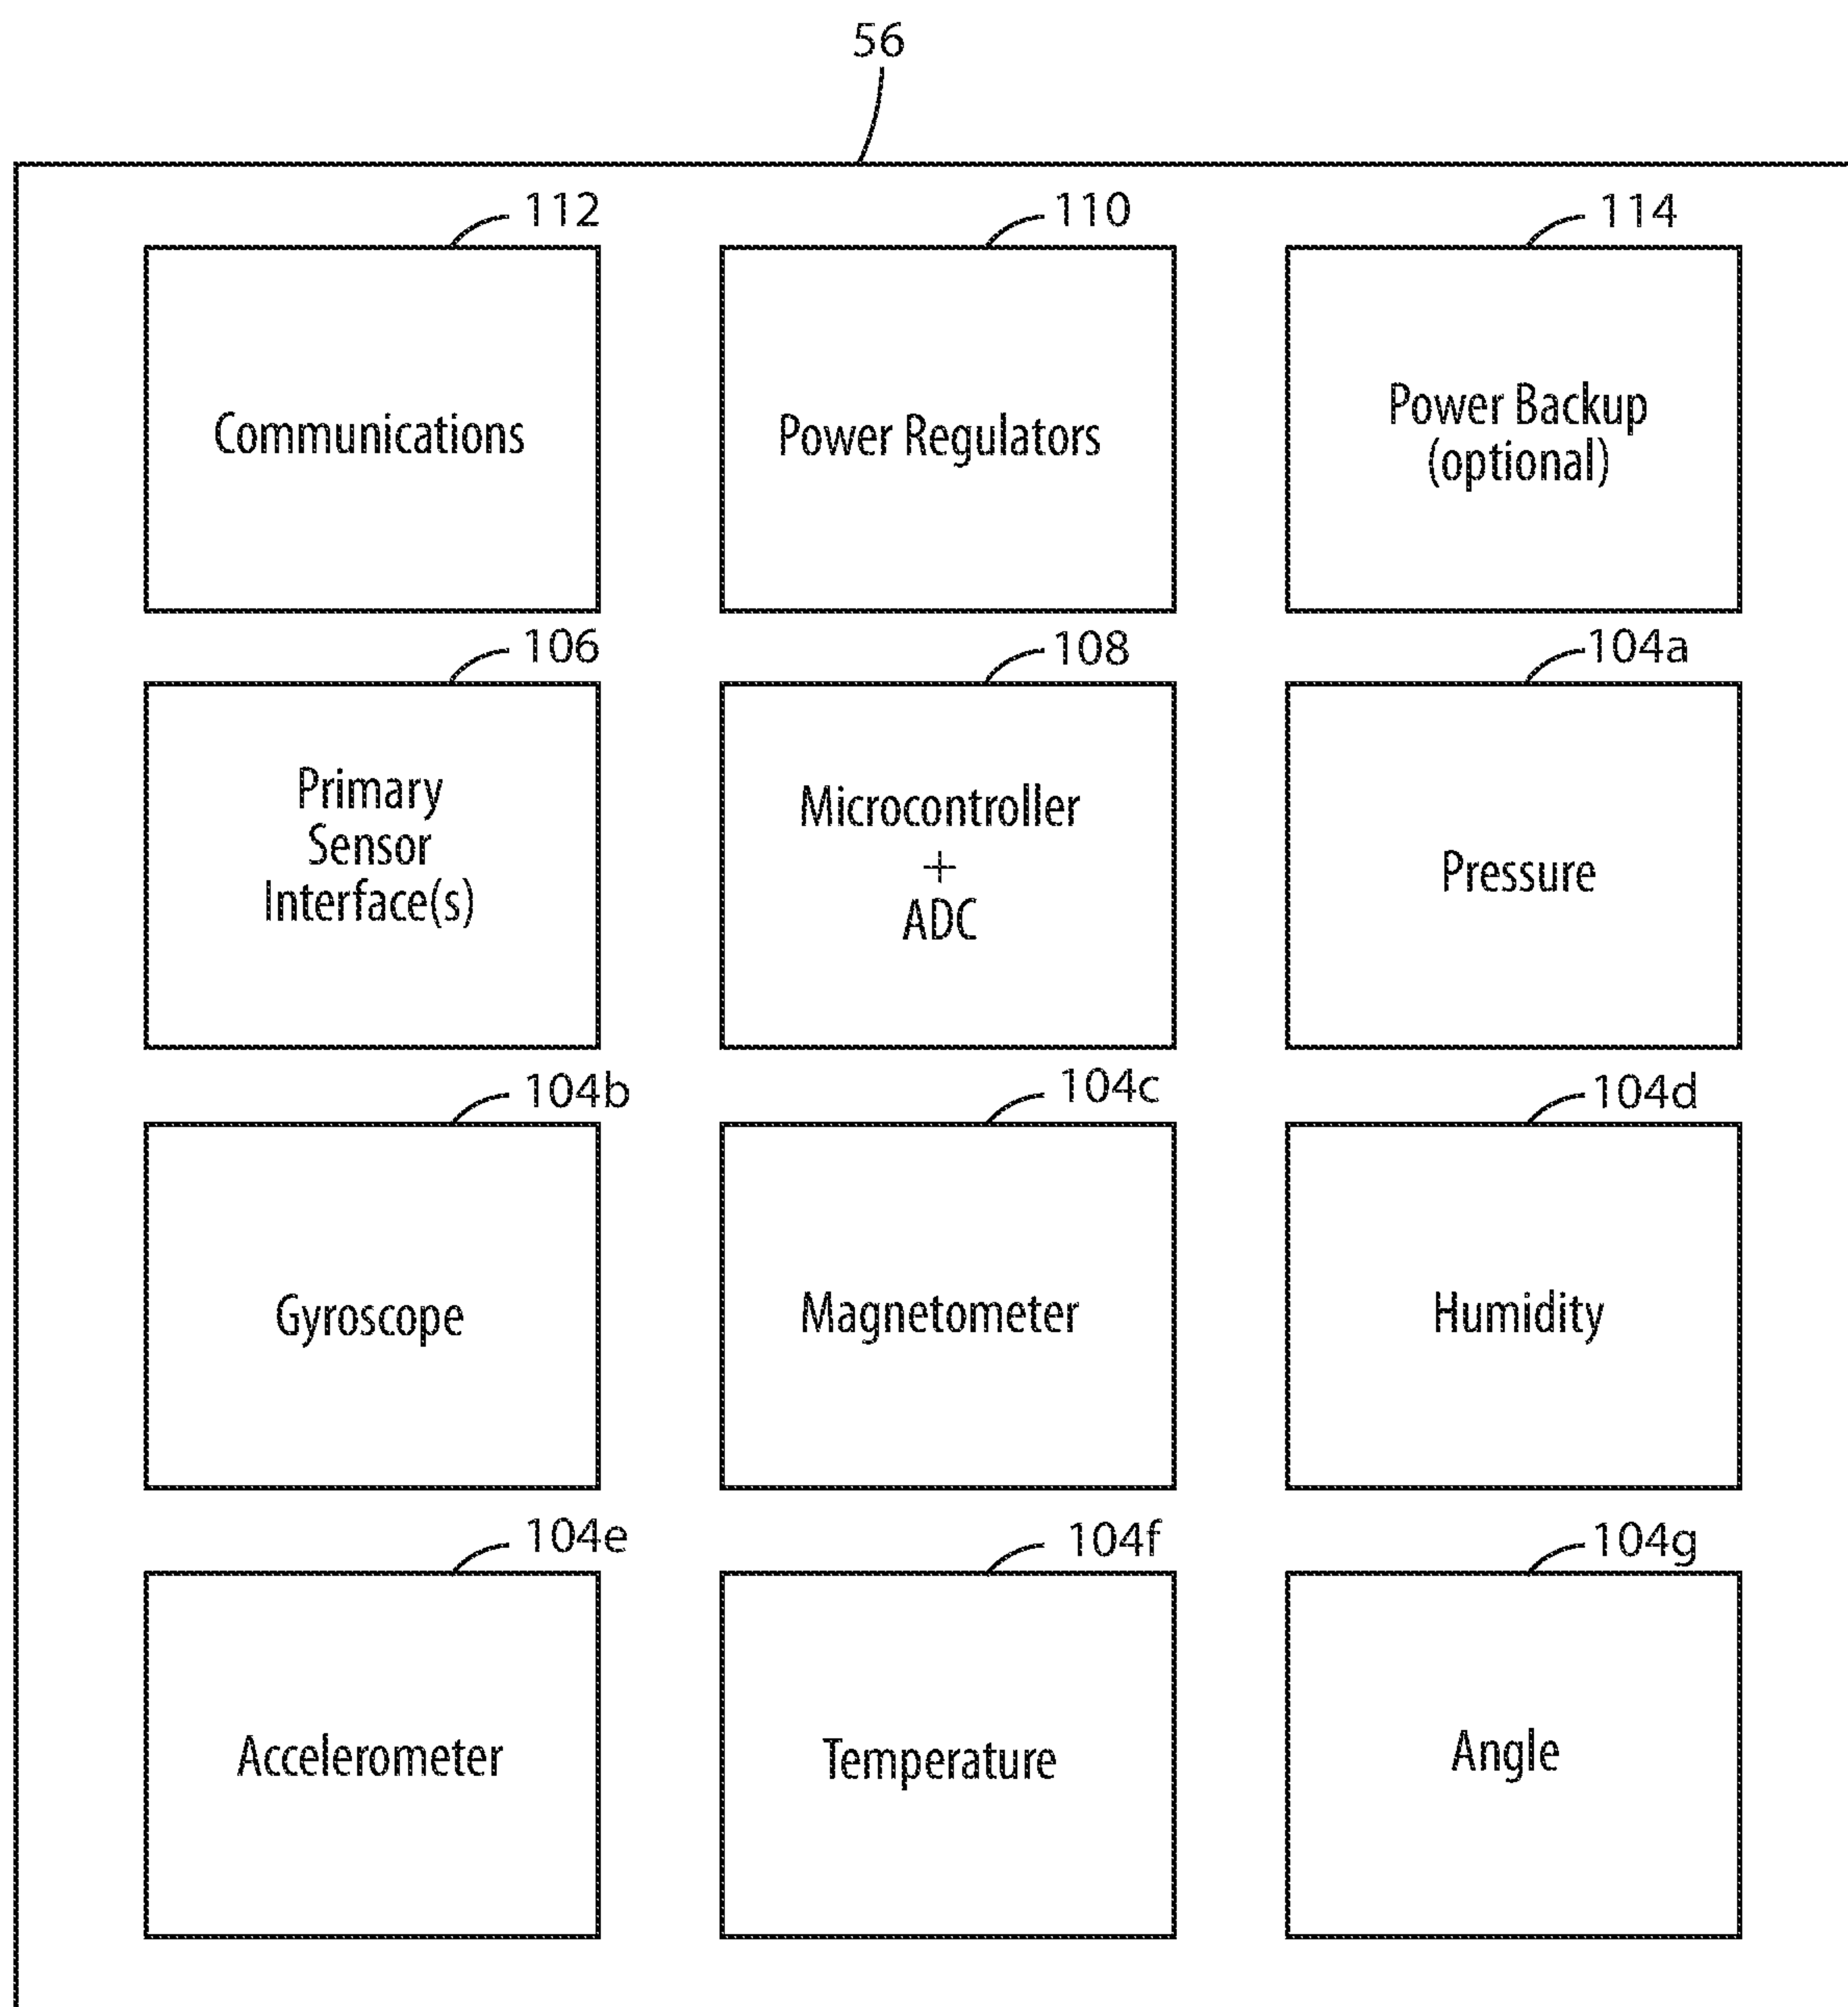 56
112
110
114
Communications
Power Regulators
Power Backup
(optional)
106
108
104a
Primary
Sensor
Interface(s)
Microcontroller
+
ADC
Pressure
104b
104c
104d
Gyroscope
Magnetometer
Humidity
104e
104f
104g
Accelerometer
Temperature
Angle